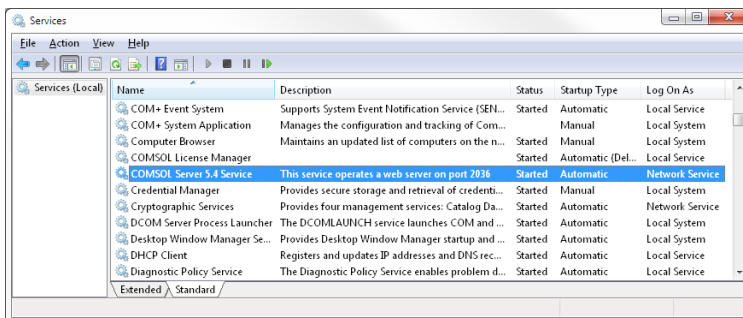 Services
File Action View Help
Services (Local)
Name Description Status Startup Type Log On As
COM+ Event System Supports System Event Notification Service (SEN... Started Automatic Local Service
COM+ System Application Manages the configuration and tracking of Com... Manual Local System
Computer Browser Maintains an updated list of computers on the n... Started Manual Local System
COMSOL License Manager Started Automatic (Del... Local Service
COMSOL Server 5.4 Service This service operates a web server on port 2036 Started Automatic Network Service
Credential Manager Provides secure storage and retrieval of credenti... Started Manual Local System
Cryptographic Services Provides four management services: Catalog Da... Started Automatic Network Service
DCOM Server Process Launcher The DCOMLAUNCH service launches COM and ... Started Automatic Local System
Desktop Window Manager Se... Provides Desktop Window Manager startup and ... Started Automatic Local System
DHCP Client Registers and updates IP addresses and DNS rec... Started Automatic Local Service
Diagnostic Policy Service The Diagnostic Policy Service enables problem d... Started Automatic Local Service
Extended Standard